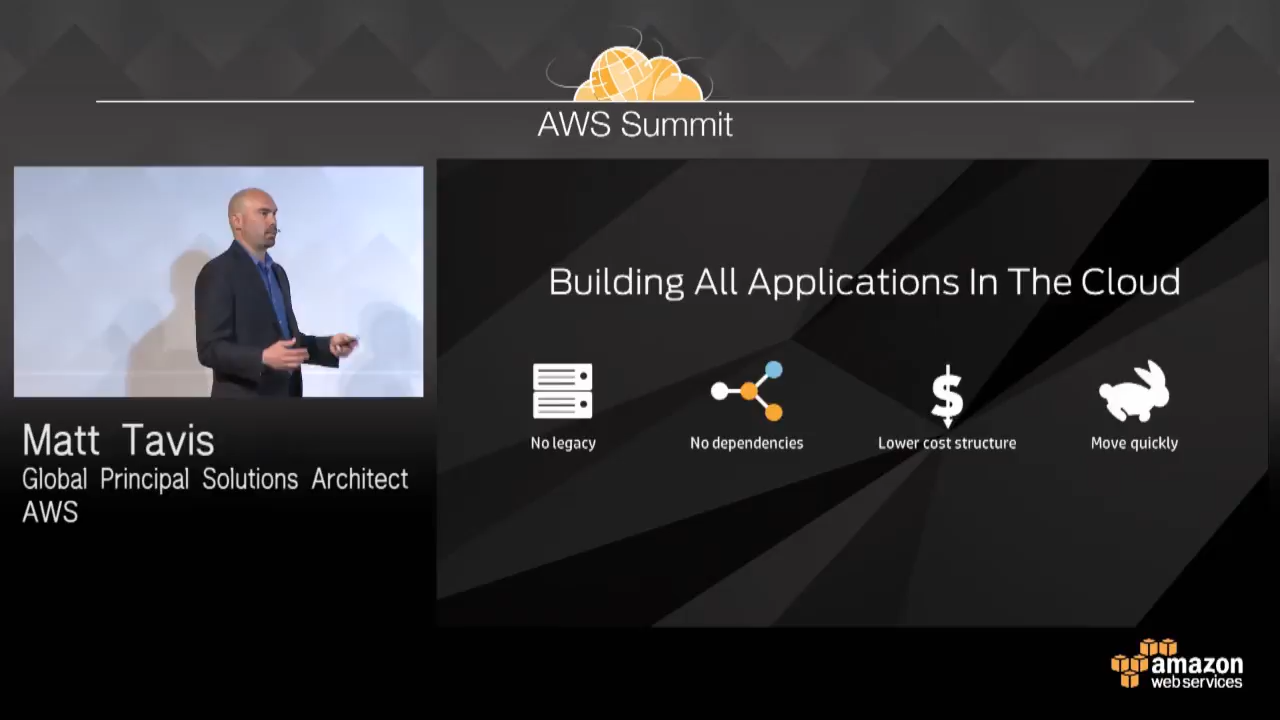 AWS Summit
Matt Tavis
Global Principal Solutions Architect
AWS
Building All Applications In The Cloud
No legacy
No dependencies
Lower cost structure
Move quickly
amazon
web services